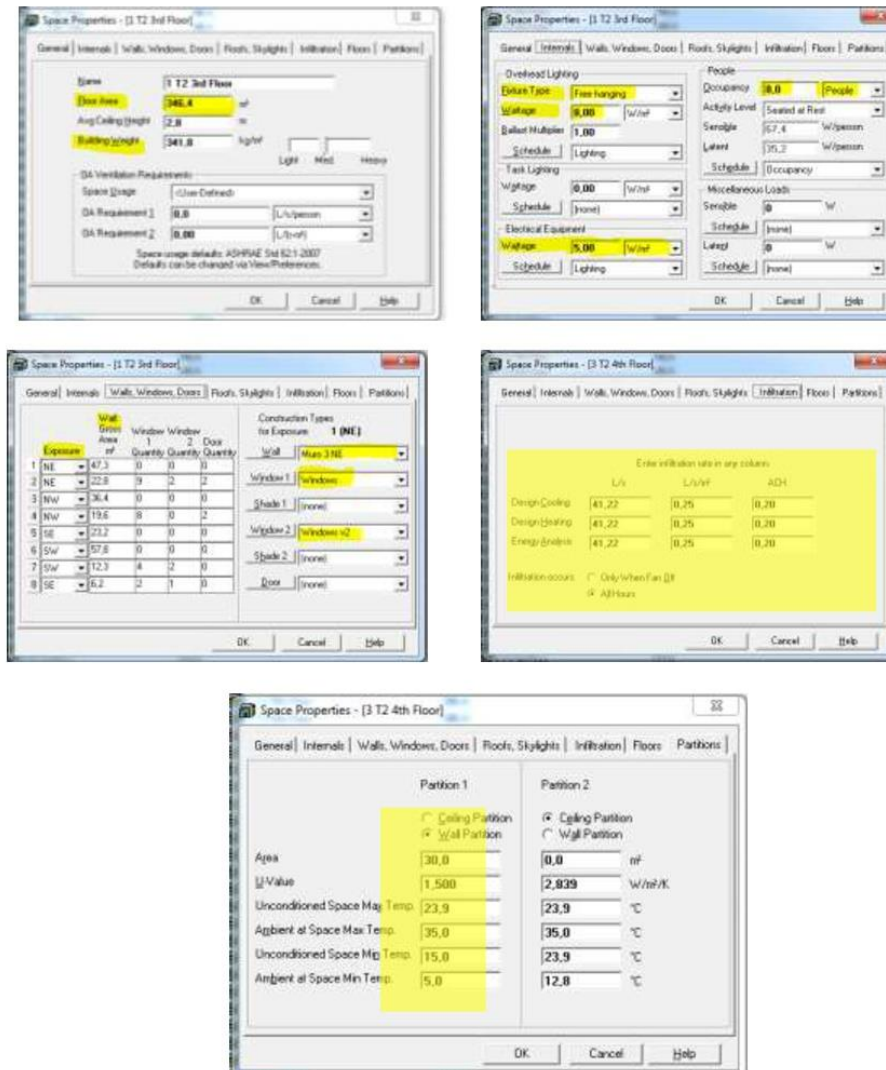 Space Properties - [1 T2 3rd Floor]
General Internals Walls, Windows, Doors Roofs, Skylights Infiltration Floors Partitions
Name 1 T2 3rd Floor
Floor Area 346,4 m²
Avg Ceiling Height 2,8 m
Building Weight 341,8 kg/m²
Light Med. Heavy
OA Ventilation Requirements
Space Usage <User-Defined>
OA Requirement 1 0,0 L/s/person
OA Requirement 2 0,00 L/(s·m²)
Space usage defaults: ASHRAE Std 62.1-2007
Defaults can be changed via View/Preferences.
OK Cancel Help
Space Properties - [1 T2 3rd Floor]
General Internals Walls, Windows, Doors Roofs, Skylights Infiltration Floors Partitions
Overhead Lighting
Fixture Type Free hanging
Wattage 8,00 W/m²
Ballast Multiplier 1,00
Schedule Lighting
Task Lighting
Wattage 0,00 W/m²
Schedule (none)
Electrical Equipment
Wattage 5,00 W/m²
Schedule Lighting
People
Occupancy 8,0 People
Activity Level Seated at Rest
Sensible 67,4 W/person
Latent 35,2 W/person
Schedule Occupancy
Miscellaneous Loads
Sensible 0 W
Schedule (none)
Latent 0 W
Schedule (none)
OK Cancel Help
Space Properties - [1 T2 3rd Floor]
General Internals Walls, Windows, Doors Roofs, Skylights Infiltration Floors Partitions
Exposure Wall Gross Area m² Window 1 Quantity Window 2 Quantity Door Quantity
1 NE 47,3 0 0 0
2 NE 22,8 9 2 2
3 NW 36,4 0 0 0
4 NW 19,6 8 0 2
5 SE 23,2 0 0 0
6 SW 57,8 0 0 0
7 SW 12,3 4 2 0
8 SE 6,2 2 1 0
Construction Types
for Exposure 1 (NE)
Wall Muro 3 NE
Window 1 Windows
Shade 1 (none)
Window 2 Windows v2
Shade 2 (none)
Door (none)
OK Cancel Help
Space Properties - [3 T2 4th Floor]
General Internals Walls, Windows, Doors Roofs, Skylights Infiltration Floors Partitions
Enter infiltration rate in any column
L/s L/s/m² ACH
Design Cooling 41,22 0,25 0,20
Design Heating 41,22 0,25 0,20
Energy Analysis 41,22 0,25 0,20
Infiltration occurs: Only When Fan Off
All Hours
OK Cancel Help
Space Properties - [3 T2 4th Floor]
General Internals Walls, Windows, Doors Roofs, Skylights Infiltration Floors Partitions
Partition 1 Partition 2
Ceiling Partition Ceiling Partition
Wall Partition Wall Partition
Area 30,0 0,0 m²
U-Value 1,500 2,839 W/m²/K
Unconditioned Space Max Temp. 23,9 23,9 °C
Ambient at Space Max Temp. 35,0 35,0 °C
Unconditioned Space Min Temp. 15,0 23,9 °C
Ambient at Space Min Temp. 5,0 12,8 °C
OK Cancel Help